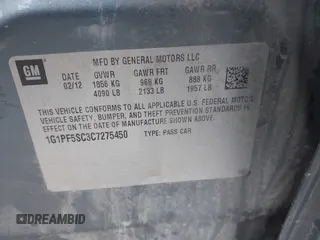 GM
MFD BY GENERAL MOTORS LLC
DATE GVWR GAWR FRT GAWR RR
02/12 1856 KG 968 KG 888 KG
4090 LB 2133 LB 1957 LB
THIS VEHICLE CONFORMS TO ALL APPLICABLE U.S. FEDERAL MOTOR
VEHICLE SAFETY, BUMPER, AND THEFT PREVENTION STANDARDS IN
EFFECT ON THE DATE OF MANUFACTURE SHOWN ABOVE.
1G1PF5SC3C7275450 TYPE: PASS CAR
DREAMBID